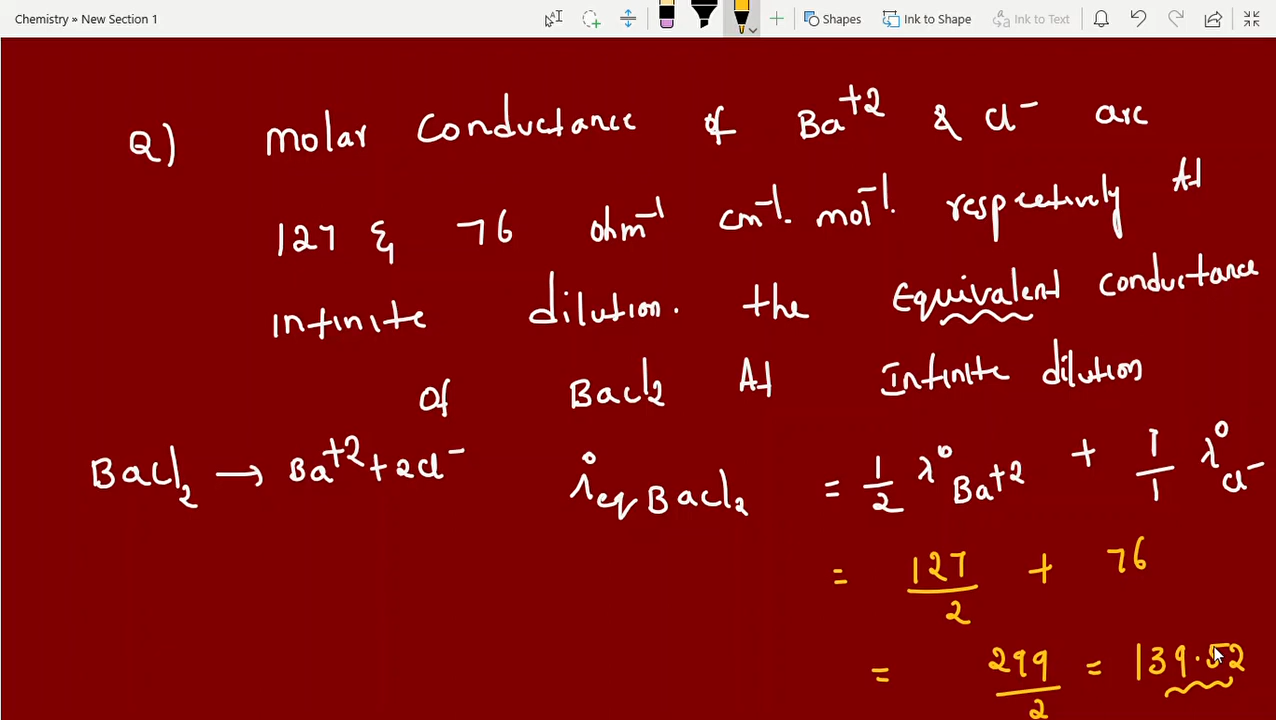 Chemistry » New Section 1
Shapes Ink to Shape Ink to Text
Q) Molar Conductance of Ba⁺² & Cl⁻ are
127 & 76 ohm⁻¹ cm⁻¹. mol⁻¹. respectively At
infinite dilution. the Equivalent conductance
Of BaCl₂ At Infinite dilution
BaCl₂ → Ba⁺² + 2Cl⁻ λ°eq BaCl₂ = 1/2 λ°Ba⁺² + 1/1 λ°Cl⁻
= 127/2 + 76
= 299/2 = 139.52